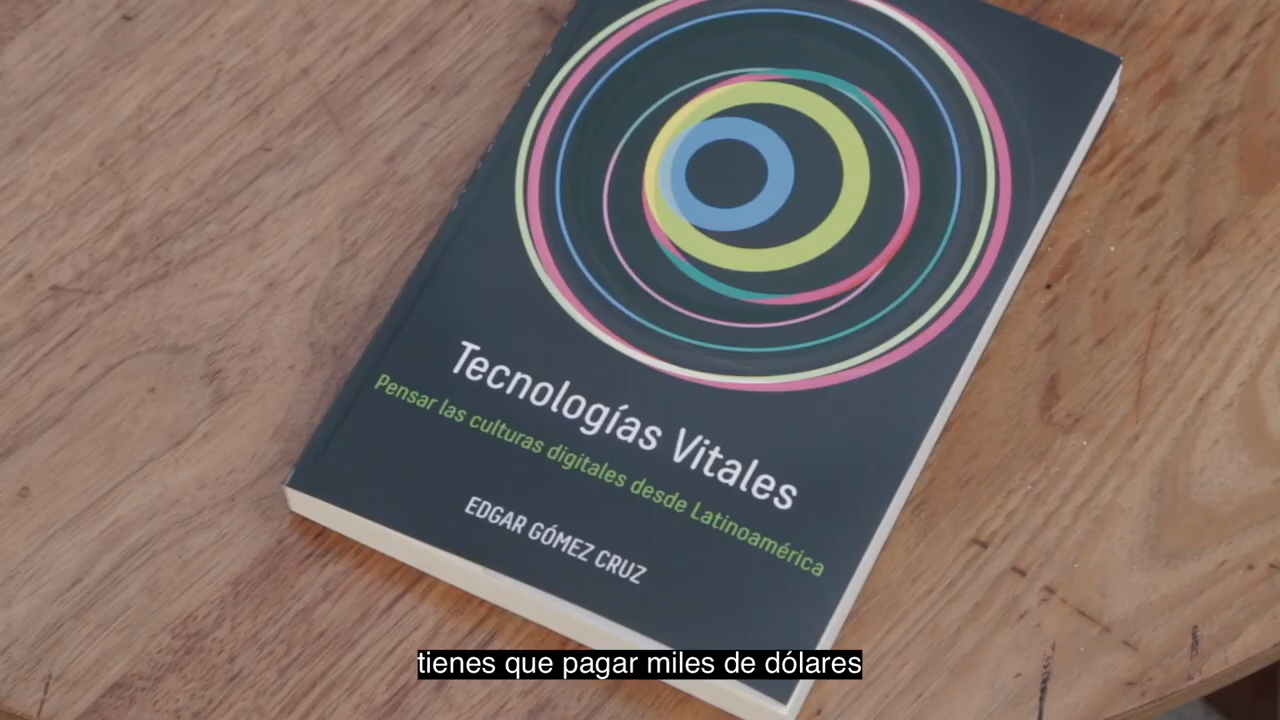 Tecnologías Vitales
Pensar las culturas digitales desde Latinoamérica
EDGAR GÓMEZ CRUZ
tienes que pagar miles de dólares